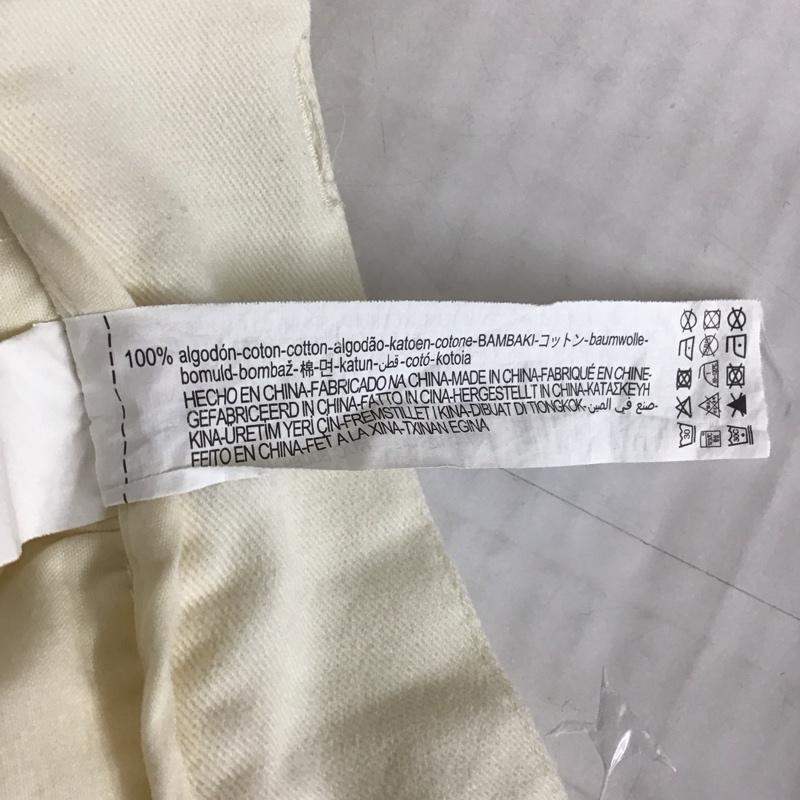 100% algodón-coton-cotton-algodão-katoen-cotone-BAMBAKI-コットン-baumwolle-
bomuld-bombaž-棉-면-katun-قطن-cotó-kotoia
HECHO EN CHINA-FABRICADO NA CHINA-MADE IN CHINA-FABRIQUÉ EN CHINE-
GEFABRICEERD IN CHINA-FATTO IN CINA-HERGESTELLT IN CHINA-KATAΣKEYH
KINA-ÜRETIM YERI ÇIN-FREMSTILLET I KINA-DIBUAT DI TIONGKOK-صنع في الصين-
FEITO EN CHINA-FET A LA XINA-TXINAN EGINA